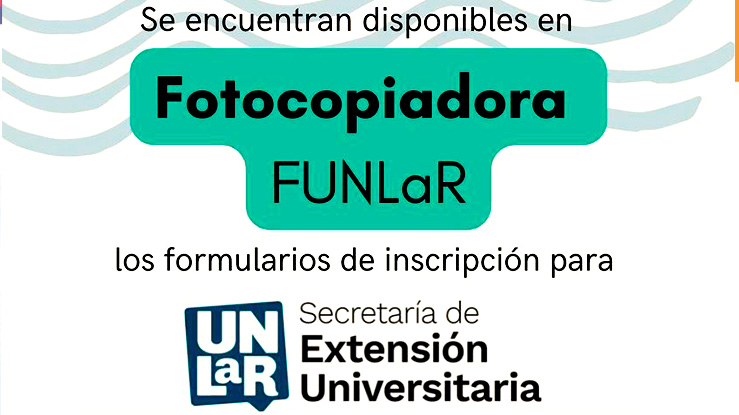 Se encuentran disponibles en
Fotocopiadora
FUNLaR
los formularios de inscripción para
UN
LaR
Secretaría de
Extensión
Universitaria